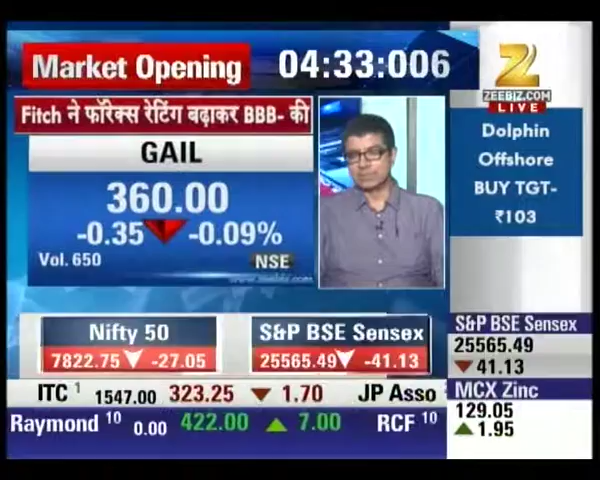 Market Opening
04:33:006
Fitch ने फॉरेक्स रेटिंग बढ़ाकर BBB- की
GAIL
360.00
-0.35 -0.09%
Vol. 650
NSE
www.zeebiz.com
ZEEBIZ.COM
LIVE
Dolphin
Offshore
BUY TGT-
₹103
Nifty 50
7822.75 -27.05
S&P BSE Sensex
25565.49 -41.13
S&P BSE Sensex
25565.49
41.13
MCX Zinc
129.05
1.95
ITC 1 1547.00 323.25 1.70 JP Asso
Raymond 10 0.00 422.00 7.00 RCF 10